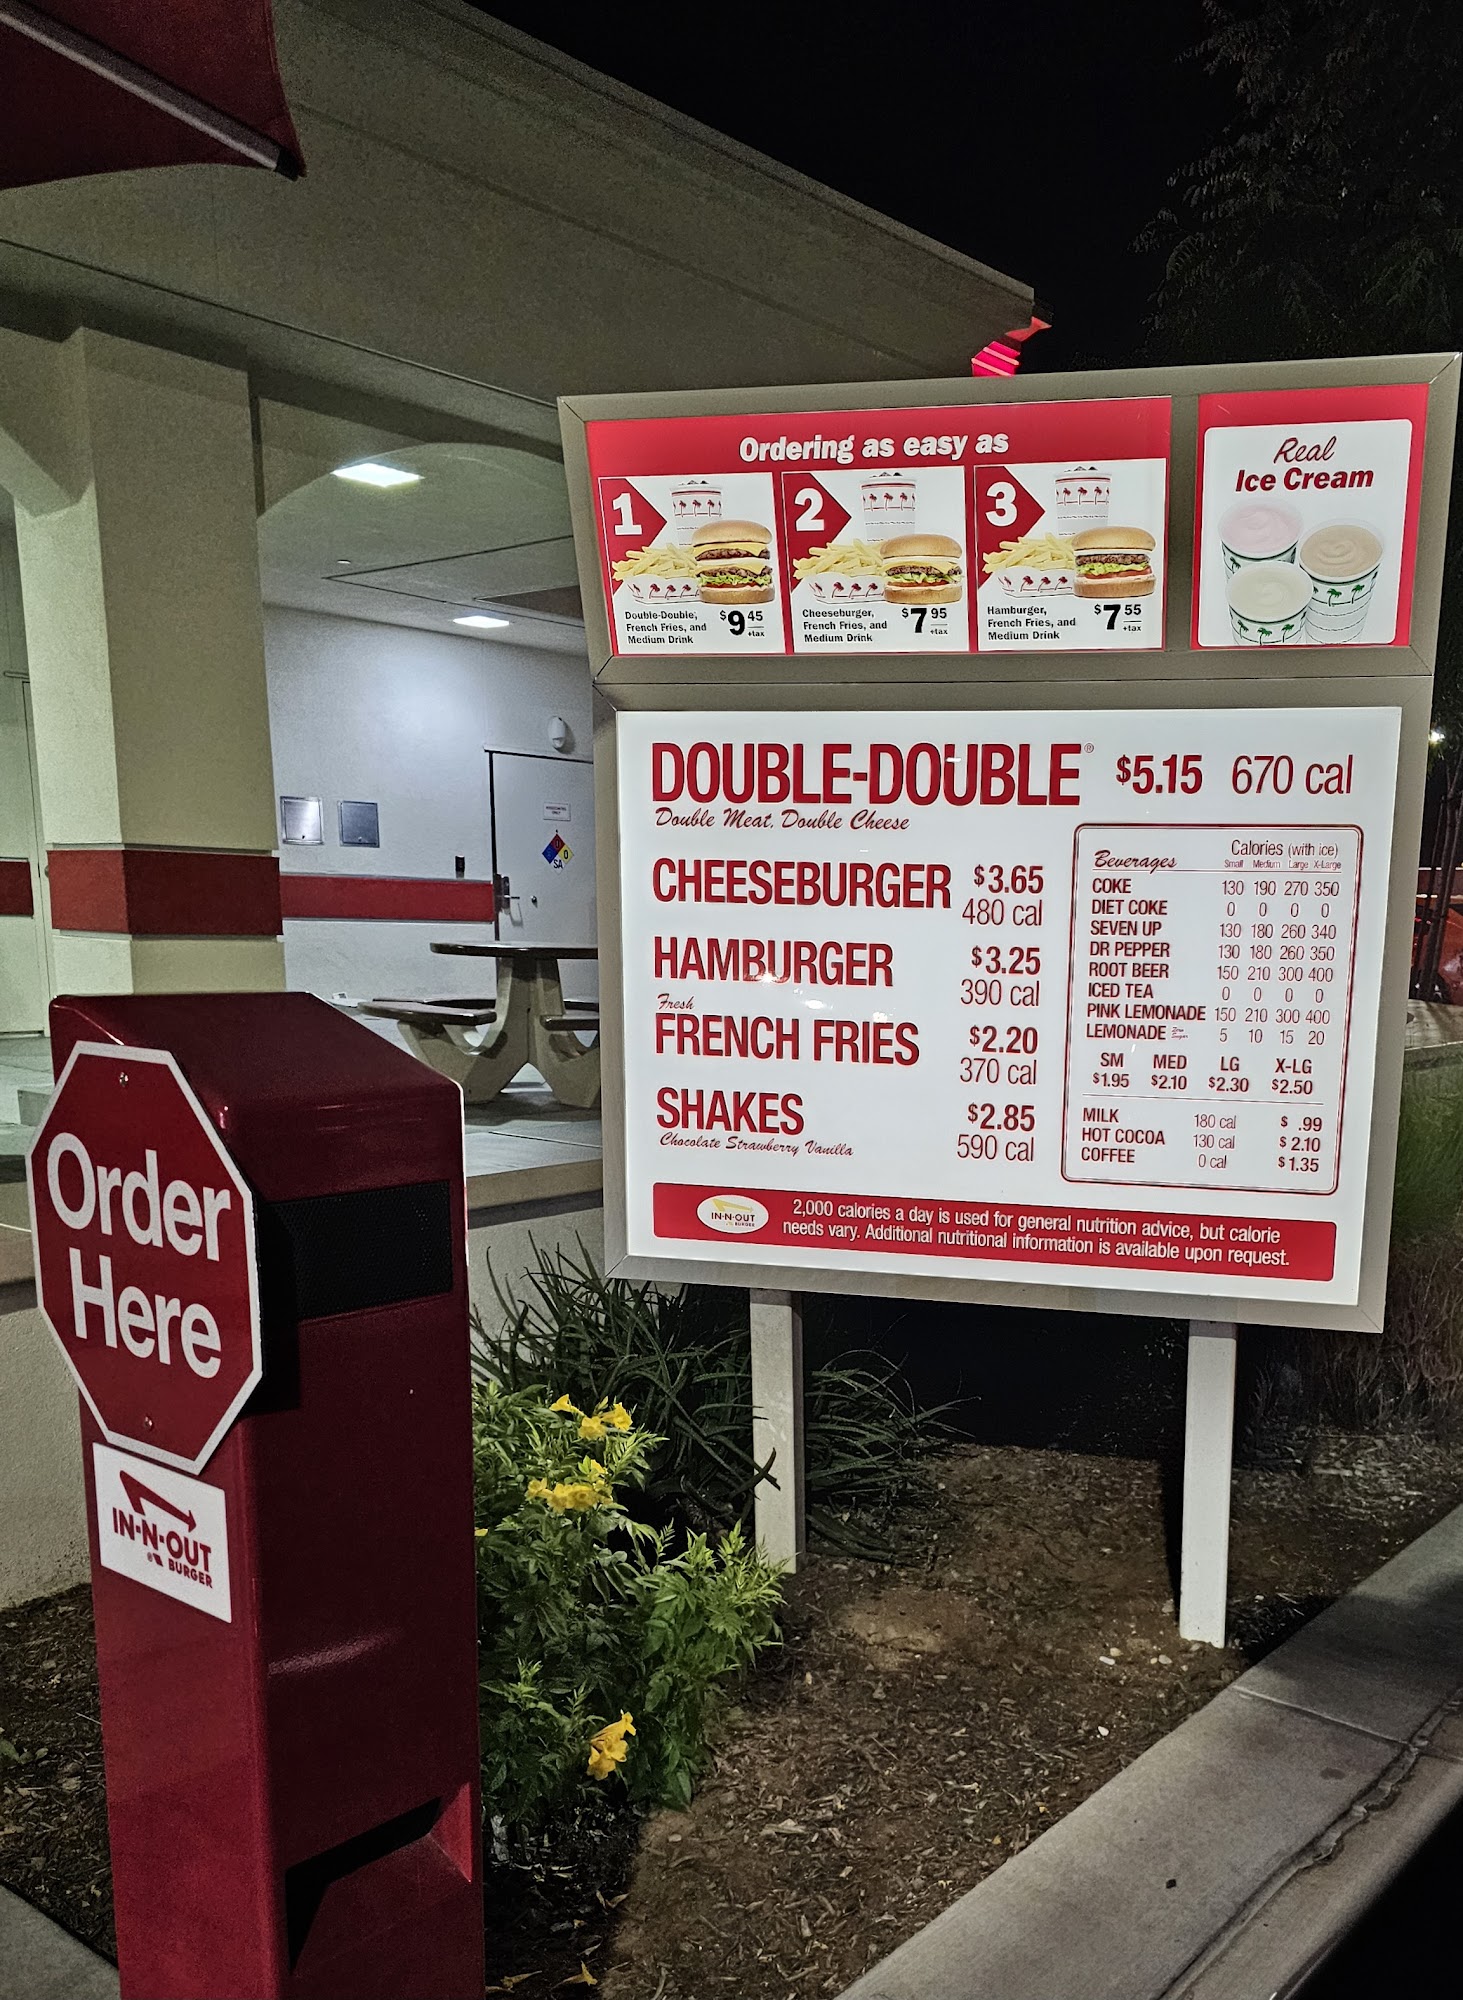 Ordering as easy as
1
Double-Double,
French Fries, and
Medium Drink
$9 45
+tax
2
Cheeseburger,
French Fries, and
Medium Drink
$7 95
+tax
3
Hamburger,
French Fries, and
Medium Drink
$7 55
+tax
Real
Ice Cream
DOUBLE-DOUBLE® $5.15 670 cal
Double Meat, Double Cheese
CHEESEBURGER $3.65
480 cal
HAMBURGER $3.25
390 cal
Fresh
FRENCH FRIES $2.20
370 cal
SHAKES $2.85
Chocolate Strawberry Vanilla 590 cal
Beverages Calories (with ice)
Small Medium Large X-Large
COKE 130 190 270 350
DIET COKE 0 0 0 0
SEVEN UP 130 180 260 340
DR PEPPER 130 180 260 350
ROOT BEER 150 210 300 400
ICED TEA 0 0 0 0
PINK LEMONADE 150 210 300 400
LEMONADE 5 10 15 20
SM MED LG X-LG
$1.95 $2.10 $2.30 $2.50
MILK 180 cal $ .99
HOT COCOA 130 cal $ 2.10
COFFEE 0 cal $ 1.35
IN-N-OUT
BURGER
2,000 calories a day is used for general nutrition advice, but calorie
needs vary. Additional nutritional information is available upon request.
0
SA
Order
Here
IN-N-OUT
BURGER